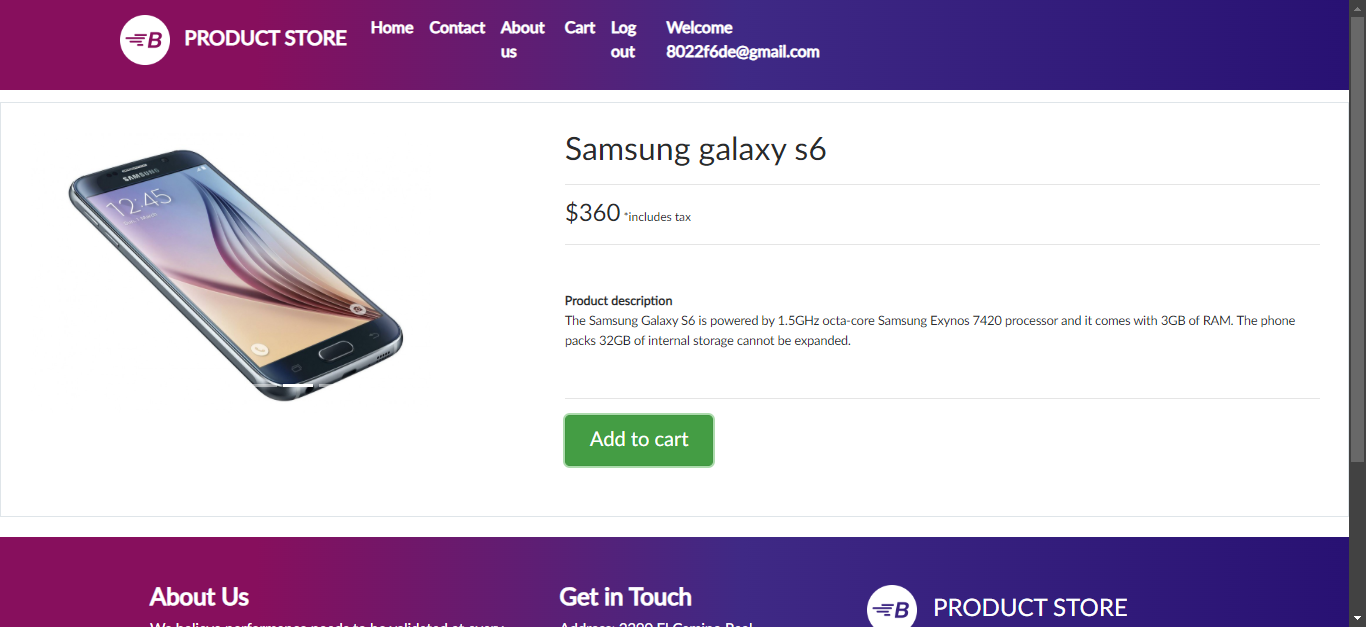 B PRODUCT STORE
Home
Contact
About
us
Cart
Log
out
Welcome
8022f6de@gmail.com
SAMSUNG
12:45
Samsung galaxy s6
$360 *includes tax
Product description
The Samsung Galaxy S6 is powered by 1.5GHz octa-core Samsung Exynos 7420 processor and it comes with 3GB of RAM. The phone
packs 32GB of internal storage cannot be expanded.
Add to cart
About Us
We believe performance needs to be validated at every
Get in Touch
Address: 2390 El Camino Real
B PRODUCT STORE